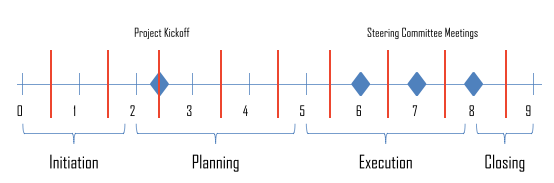 Project Kickoff Steering Committee Meetings
0 1 2 3 4 5 6 7 8 9
Initiation Planning Execution Closing